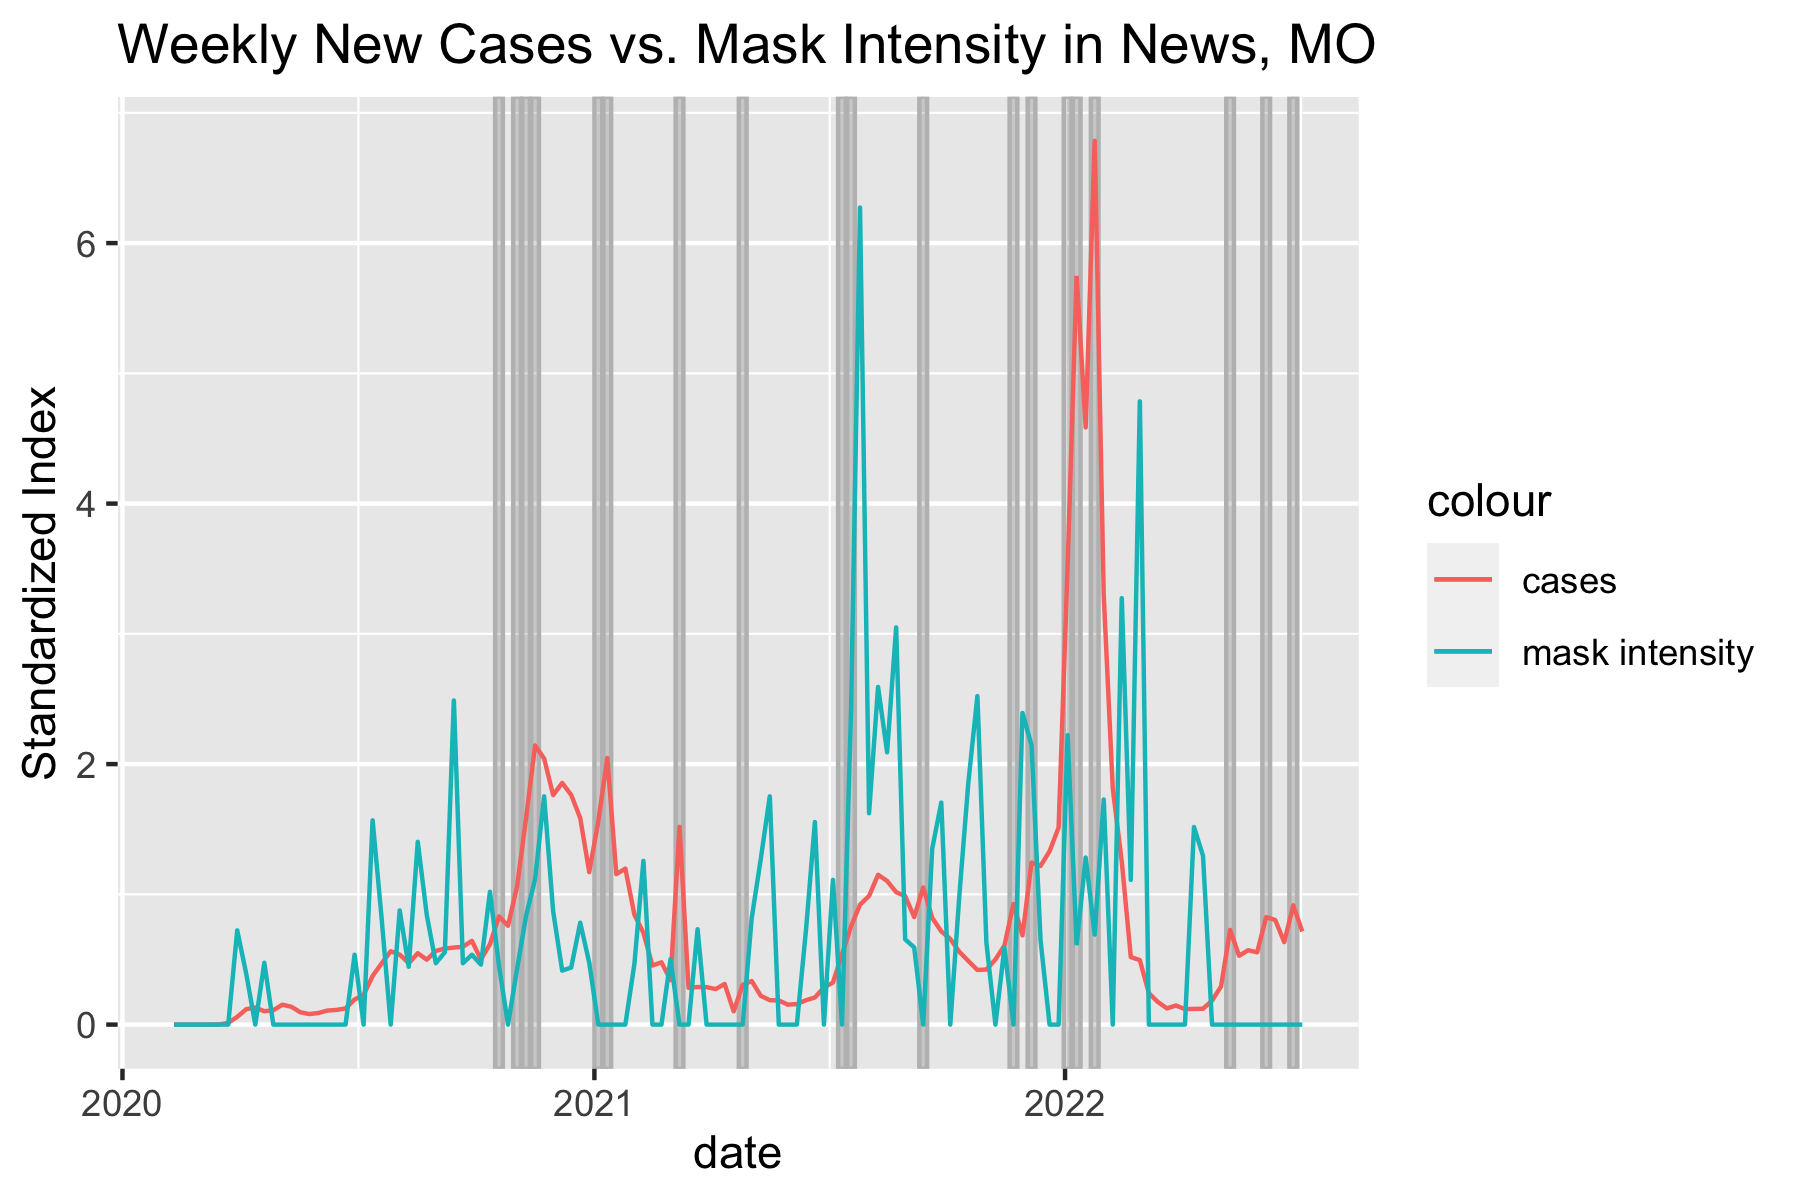 Weekly New Cases vs. Mask Intensity in News, MO
Standardized Index
6
4
2
0
2020
2021
2022
date
colour
cases
mask intensity